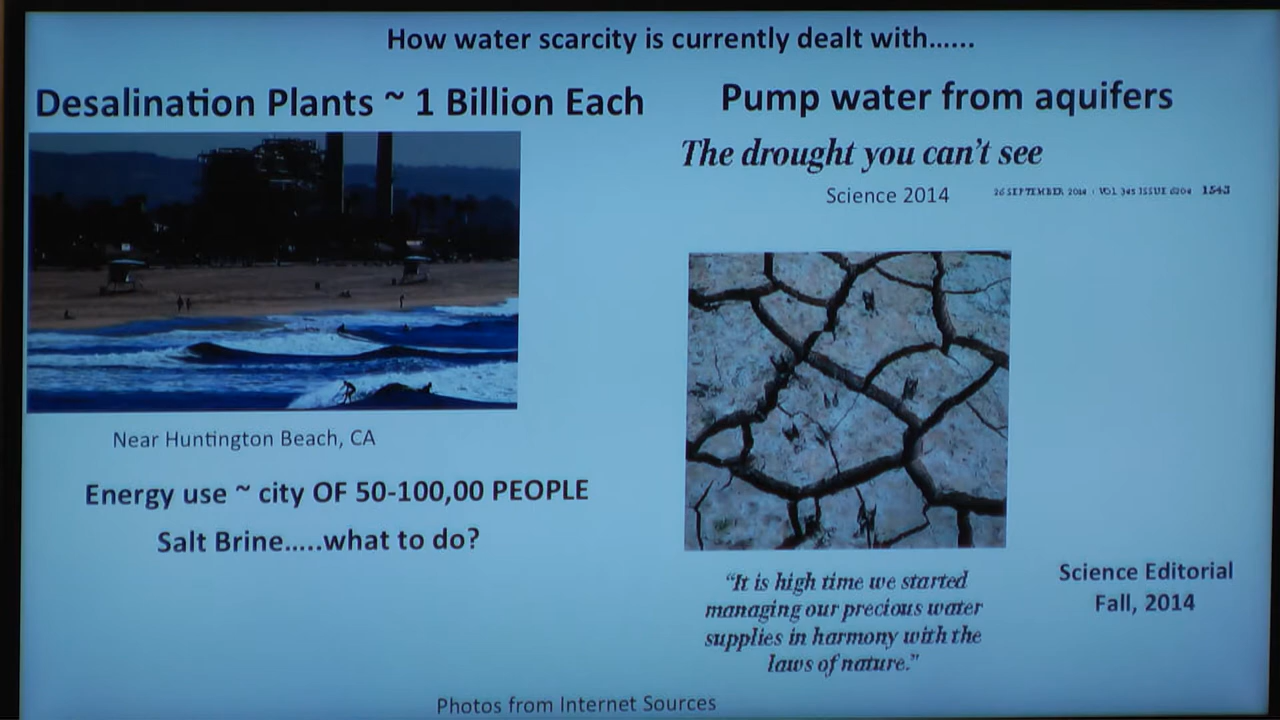 How water scarcity is currently dealt with......
Desalination Plants ~ 1 Billion Each
Near Huntington Beach, CA
Energy use ~ city OF 50-100,00 PEOPLE
Salt Brine.....what to do?
Pump water from aquifers
The drought you can't see
Science 2014
26 SEPTEMBER 2014 • VOL 345 ISSUE 6204 1543
"It is high time we started
managing our precious water
supplies in harmony with the
laws of nature."
Science Editorial
Fall, 2014
Photos from Internet Sources